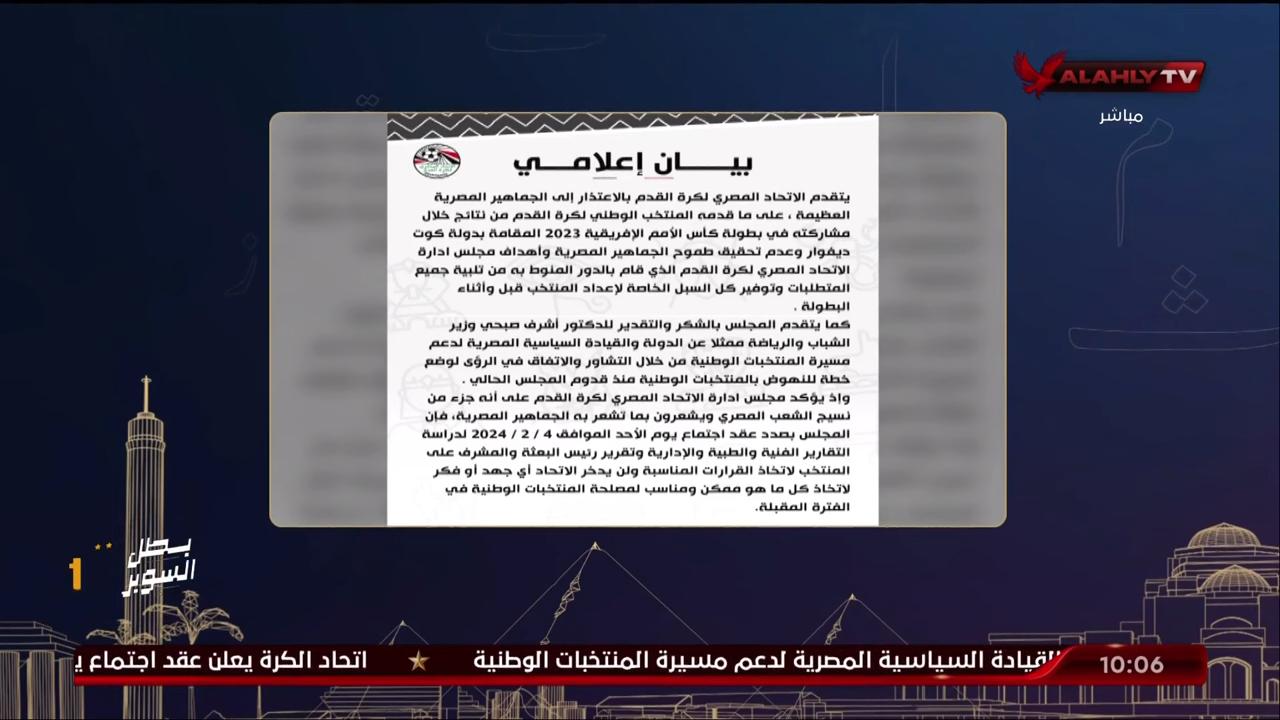 ALAHLY TV
مباشر
بيـــــان إعلامـــي
يتقدم الاتحاد المصري لكرة القدم بالاعتذار إلى الجماهير المصرية
العظيمة ، على ما قدمه المنتخب الوطني لكرة القدم من نتائج خلال
مشاركته في بطولة كأس الأمم الإفريقية 2023 المقامة بدولة كوت
ديفوار وعدم تحقيق طموح الجماهير المصرية وأهداف مجلس ادارة
الاتحاد المصري لكرة القدم الذي قام بالدور المنوط به من تلبية جميع
المتطلبات وتوفير كل السبل الخاصة لإعداد المنتخب قبل وأثناء
البطولة .
كما يتقدم المجلس بالشكر والتقدير للدكتور أشرف صبحي وزير
الشباب والرياضة ممثلا عن الدولة والقيادة السياسية المصرية لدعم
مسيرة المنتخبات الوطنية من خلال التشاور والاتفاق في الرؤى لوضع
خطة للنهوض بالمنتخبات الوطنية منذ قدوم المجلس الحالي .
وإذ يؤكد مجلس ادارة الاتحاد المصري لكرة القدم على أنه جزء من
نسيج الشعب المصري ويشعرون بما تشعر به الجماهير المصرية، فإن
المجلس بصدد عقد اجتماع يوم الأحد الموافق 4 / 2 / 2024 لدراسة
التقارير الفنية والطبية والإدارية وتقرير رئيس البعثة والمشرف على
المنتخب لاتخاذ القرارات المناسبة ولن يدخر الاتحاد أي جهد أو فكر
لاتخاذ كل ما هو ممكن ومناسب لمصلحة المنتخبات الوطنية في
الفترة المقبلة.
بطل
السوبر
1
10:06
القيادة السياسية المصرية لدعم مسيرة المنتخبات الوطنية
اتحاد الكرة يعلن عقد اجتماع ي